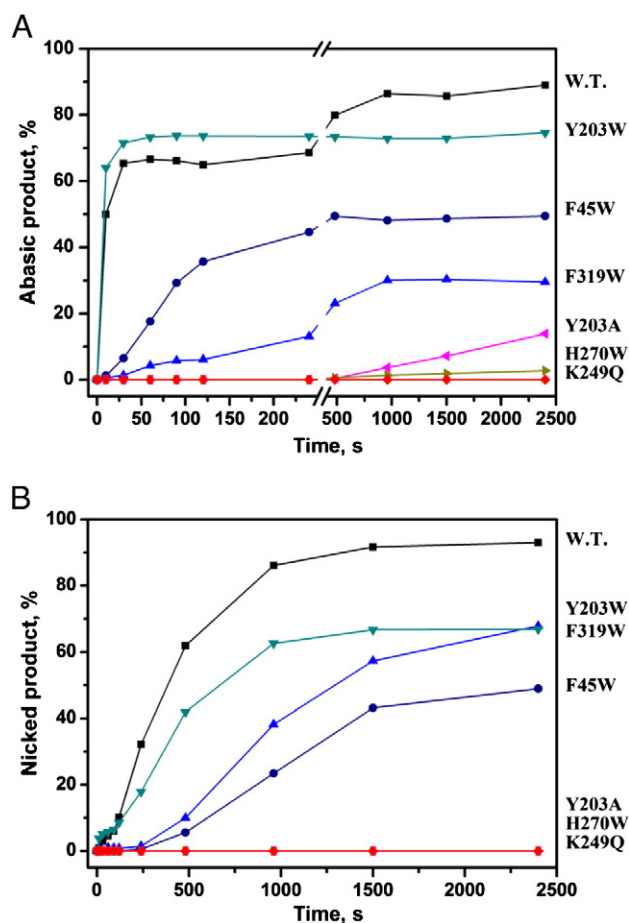 A
Abasic product, %
100
80
60
40
20
0
0 50 100 150 200 500 1000 1500 2000 2500
Time, s
W.T.
Y203W
F45W
F319W
Y203A
H270W
K249Q
B
Nicked product, %
100
80
60
40
20
0
0 500 1000 1500 2000 2500
Time, s
W.T.
Y203W
F319W
F45W
Y203A
H270W
K249Q